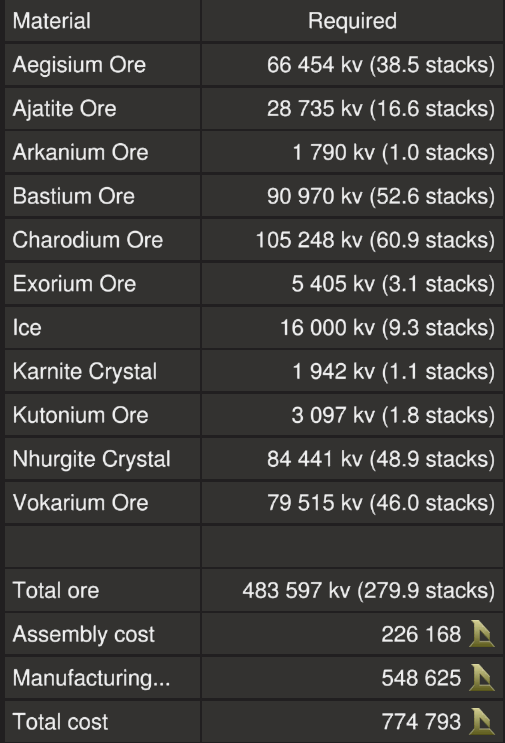 Material Required
Aegisium Ore 66 454 kv (38.5 stacks)
Ajatite Ore 28 735 kv (16.6 stacks)
Arkanium Ore 1 790 kv (1.0 stacks)
Bastium Ore 90 970 kv (52.6 stacks)
Charodium Ore 105 248 kv (60.9 stacks)
Exorium Ore 5 405 kv (3.1 stacks)
Ice 16 000 kv (9.3 stacks)
Karnite Crystal 1 942 kv (1.1 stacks)
Kutonium Ore 3 097 kv (1.8 stacks)
Nhurgite Crystal 84 441 kv (48.9 stacks)
Vokarium Ore 79 515 kv (46.0 stacks)
Total ore 483 597 kv (279.9 stacks)
Assembly cost 226 168
Manufacturing... 548 625
Total cost 774 793